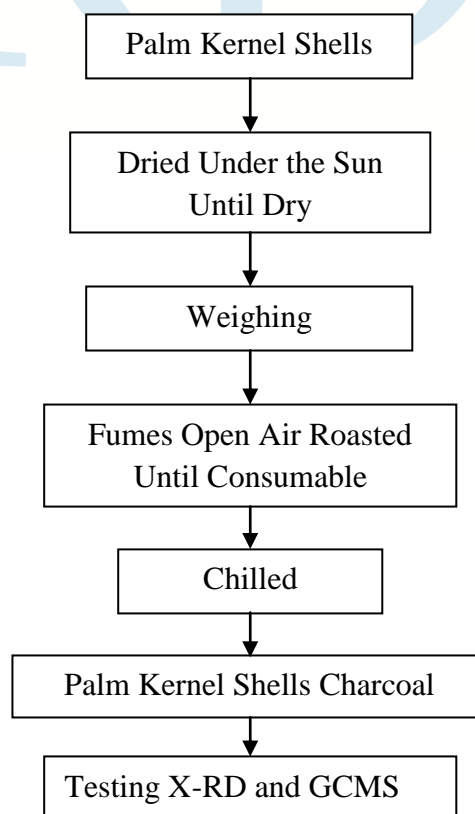 Palm Kernel Shells
Dried Under the Sun
Until Dry
Weighing
Fumes Open Air Roasted
Until Consumable
Chilled
Palm Kernel Shells Charcoal
Testing X-RD and GCMS